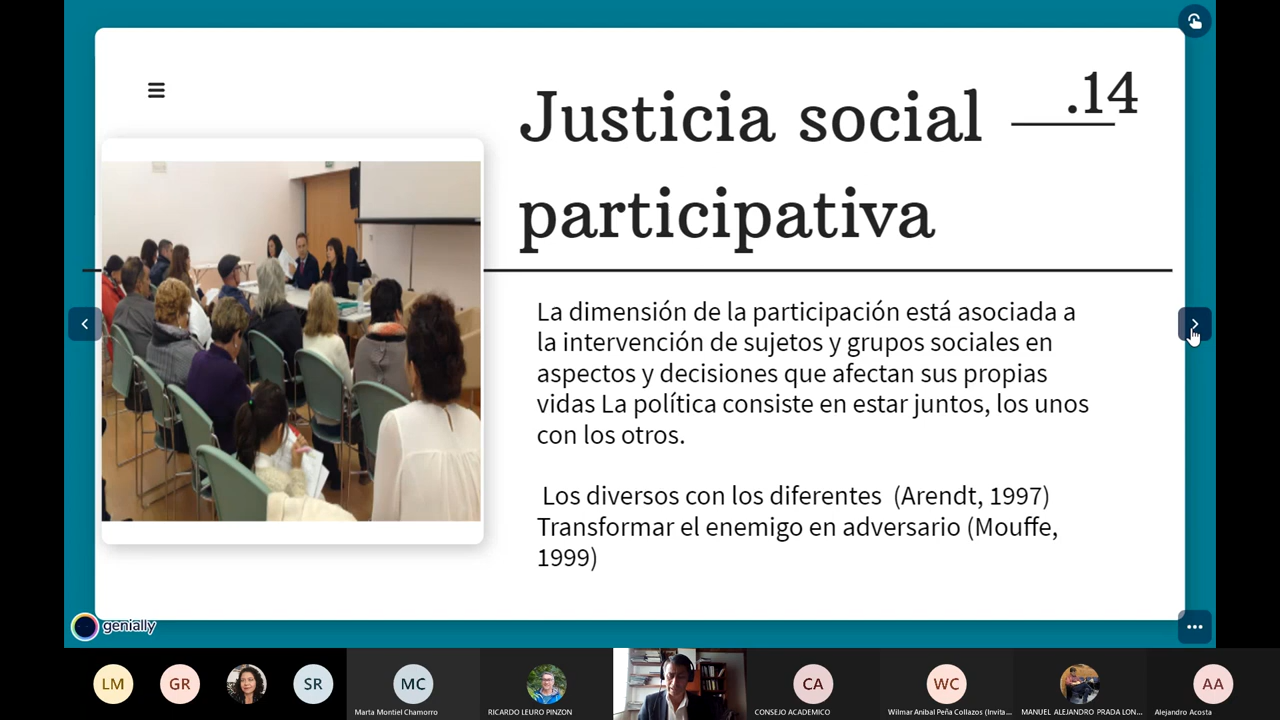 Justicia social
.14
participativa
La dimensión de la participación está asociada a
la intervención de sujetos y grupos sociales en
aspectos y decisiones que afectan sus propias
vidas La política consiste en estar juntos, los unos
con los otros.
Los diversos con los diferentes (Arendt, 1997)
Transformar el enemigo en adversario (Mouffe,
1999)
genially
LM
GR
SR
MC
Marta Montiel Chamorro
RICARDO LEURO PINZON
CA
CONSEJO ACADEMICO
WC
Wilmar Anibal Peña Collazos (Invita...
MANUEL ALEJANDRO PRADA LON...
AA
Alejandro Acosta